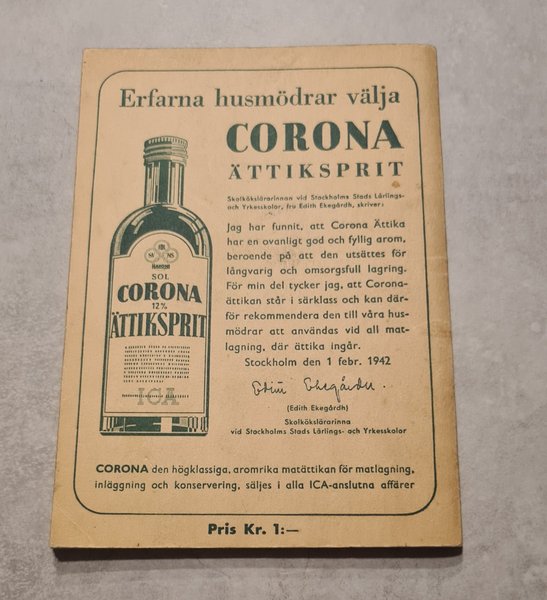 Erfarna husmödrar välja
CORONA
ÄTTIKSPRIT
Skolkökslärarinnan vid Stockholms Stads Lärlings-
och Yrkesskolor, fru Edith Ekegårdh, skriver:
Jag har funnit, att Corona Ättika
har en ovanligt god och fyllig arom,
beroende på att den utsättes för
långvarig och omsorgsfull lagring.
För min del tycker jag, att Corona-
ättikan står i särklass och kan där-
för rekommendera den till våra hus-
mödrar att användas vid all mat-
lagning, där ättika ingår.
Stockholm den 1 febr. 1942
Edith Ekegårdh.
(Edith Ekegårdh)
Skolkökslärarinna
vid Stockholms Stads Lärlings- och Yrkesskolor
SOL
CORONA
12%
ÄTTIKSPRIT
ICA
CORONA den högklassiga, aromrika matättikan för matlagning,
inläggning och konservering, säljes i alla ICA-anslutna affärer
Pris Kr. 1:—